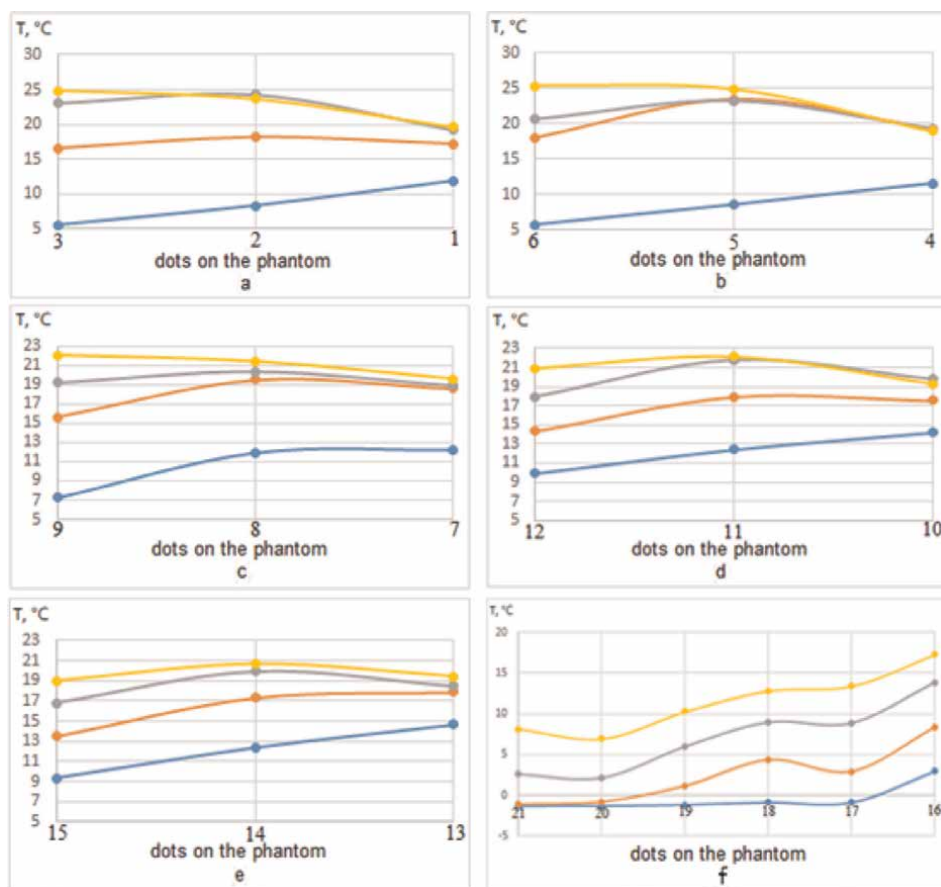 T, °C
30
25
20
15
10
5
3 2 1
dots on the phantom
a
T, °C
30
25
20
15
10
5
6 5 4
dots on the phantom
b
T, °C
23
21
19
17
15
13
11
9
7
5
9 8 7
dots on the phantom
c
T, °C
23
21
19
17
15
13
11
9
7
5
12 11 10
dots on the phantom
d
T, °C
23
21
19
17
15
13
11
9
7
5
15 14 13
dots on the phantom
e
T, °C
20
15
10
5
0
21 20 19 18 17 16
-5
dots on the phantom
f